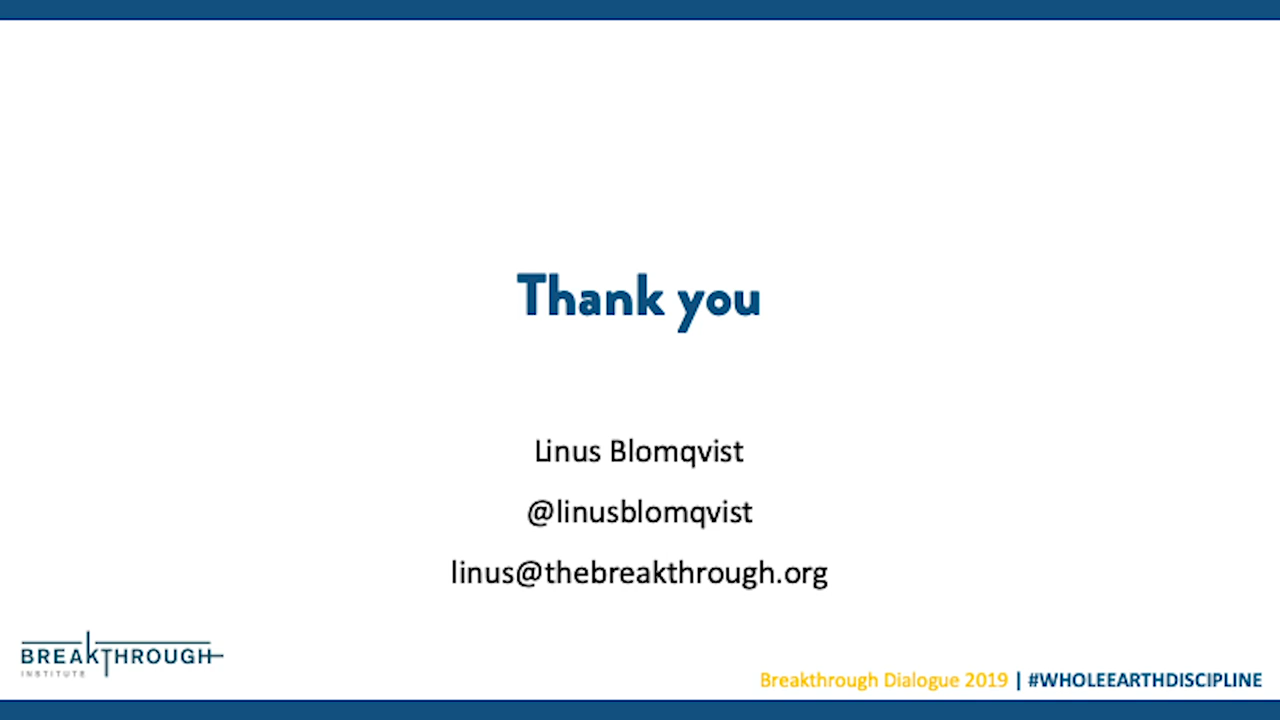 Thank you
Linus Blomqvist
@linusblomqvist
linus@thebreakthrough.org
BREAKTHROUGH
INSTITUTE
Breakthrough Dialogue 2019 | #WHOLEEARTHDISCIPLINE